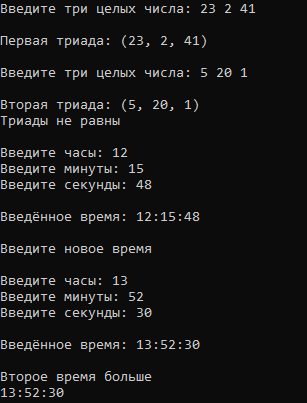 Введите три целых числа: 23 2 41
Первая триада: (23, 2, 41)
Введите три целых числа: 5 20 1
Вторая триада: (5, 20, 1)
Триады не равны
Введите часы: 12
Введите минуты: 15
Введите секунды: 48
Введённое время: 12:15:48
Введите новое время
Введите часы: 13
Введите минуты: 52
Введите секунды: 30
Введённое время: 13:52:30
Второе время больше
13:52:30